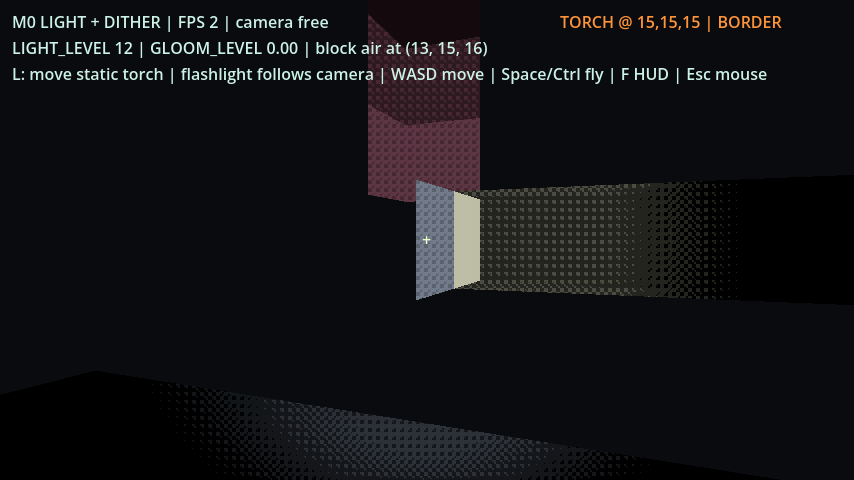 M0 LIGHT + DITHER | FPS 2 | camera free
TORCH @ 15,15,15 | BORDER
LIGHT_LEVEL 12 | GLOOM_LEVEL 0.00 | block air at (13, 15, 16)
L: move static torch | flashlight follows camera | WASD move | Space/Ctrl fly | F HUD | Esc mouse